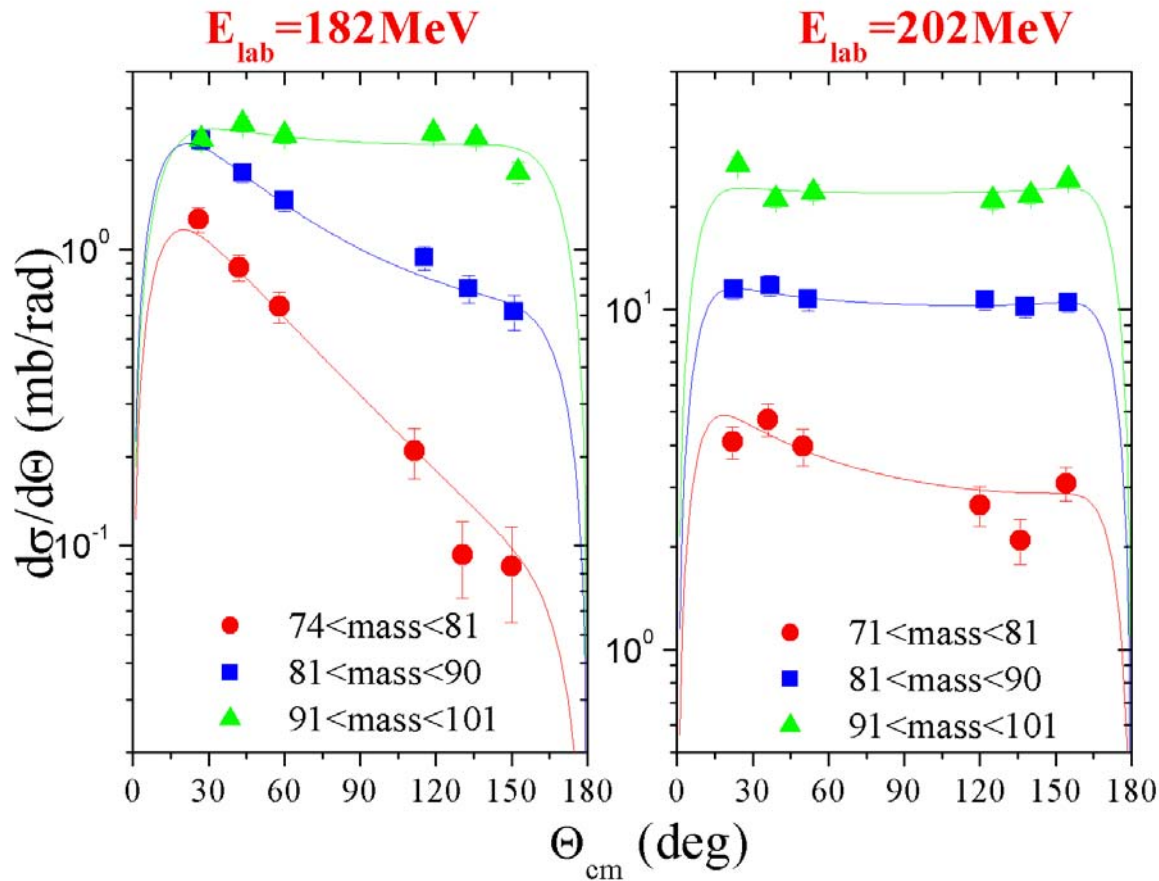 E_lab=182MeV
E_lab=202MeV
dσ/dΘ (mb/rad)
10^0
10^-1
74<mass<81
81<mass<90
91<mass<101
0 30 60 90 120 150 180
10^1
10^0
71<mass<81
81<mass<90
91<mass<101
0 30 60 90 120 150 180
Θ_cm (deg)